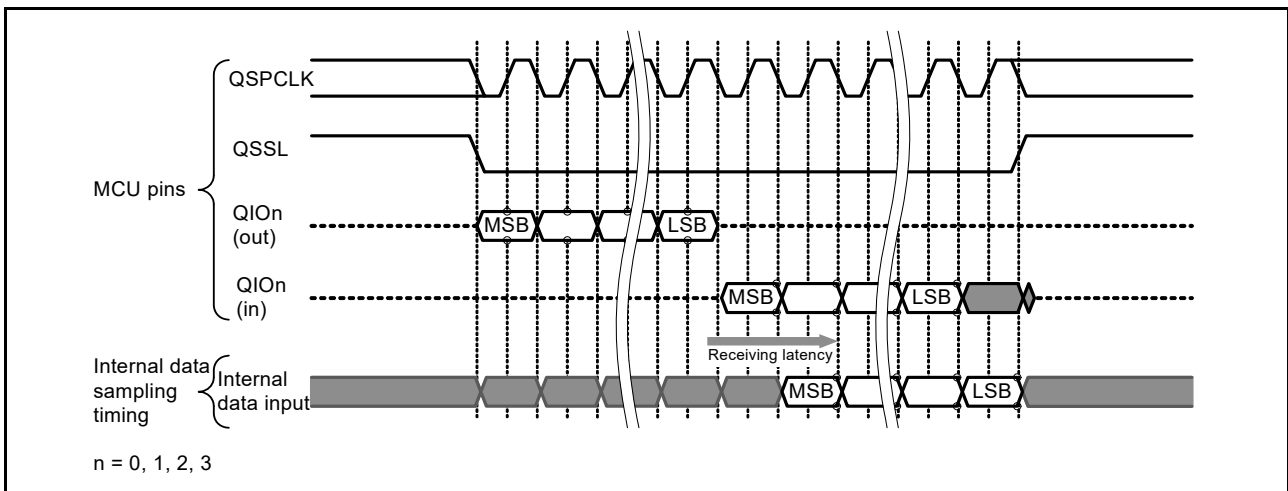 QSPCLK
QSSL
MCU pins
QIOn
(out)
MSB
LSB
QIOn
(in)
MSB
LSB
Receiving latency
Internal data
sampling
timing
Internal
data input
MSB
LSB
n = 0, 1, 2, 3